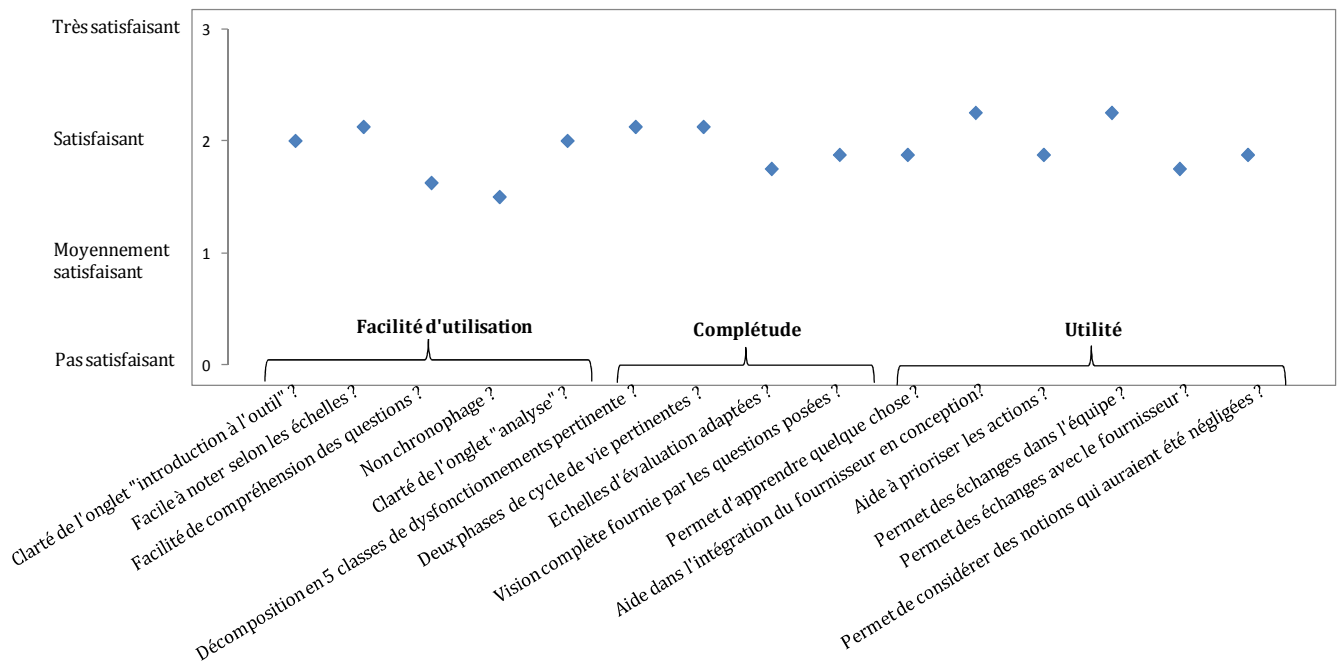 Très satisfaisant
3
Satisfaisant
2
Moyennement
satisfaisant
1
Pas satisfaisant
0
Facilité d'utilisation
Complétude
Utilité
Clarté de l'onglet "introduction à l'outil" ?
Facile à noter selon les échelles ?
Facilité de compréhension des questions ?
Non chronophage ?
Clarté de l'onglet "analyse" ?
Décomposition en 5 classes de dysfonctionnements pertinente ?
Deux phases de cycle de vie pertinentes ?
Echelles d'évaluation adaptées ?
Vision complète fournie par les questions posées ?
Permet d'apprendre quelque chose ?
Aide dans l'intégration du fournisseur en conception?
Aide à prioriser les actions ?
Permet des échanges dans l'équipe ?
Permet des échanges avec le fournisseur ?
Permet de considérer des notions qui auraient été négligées ?